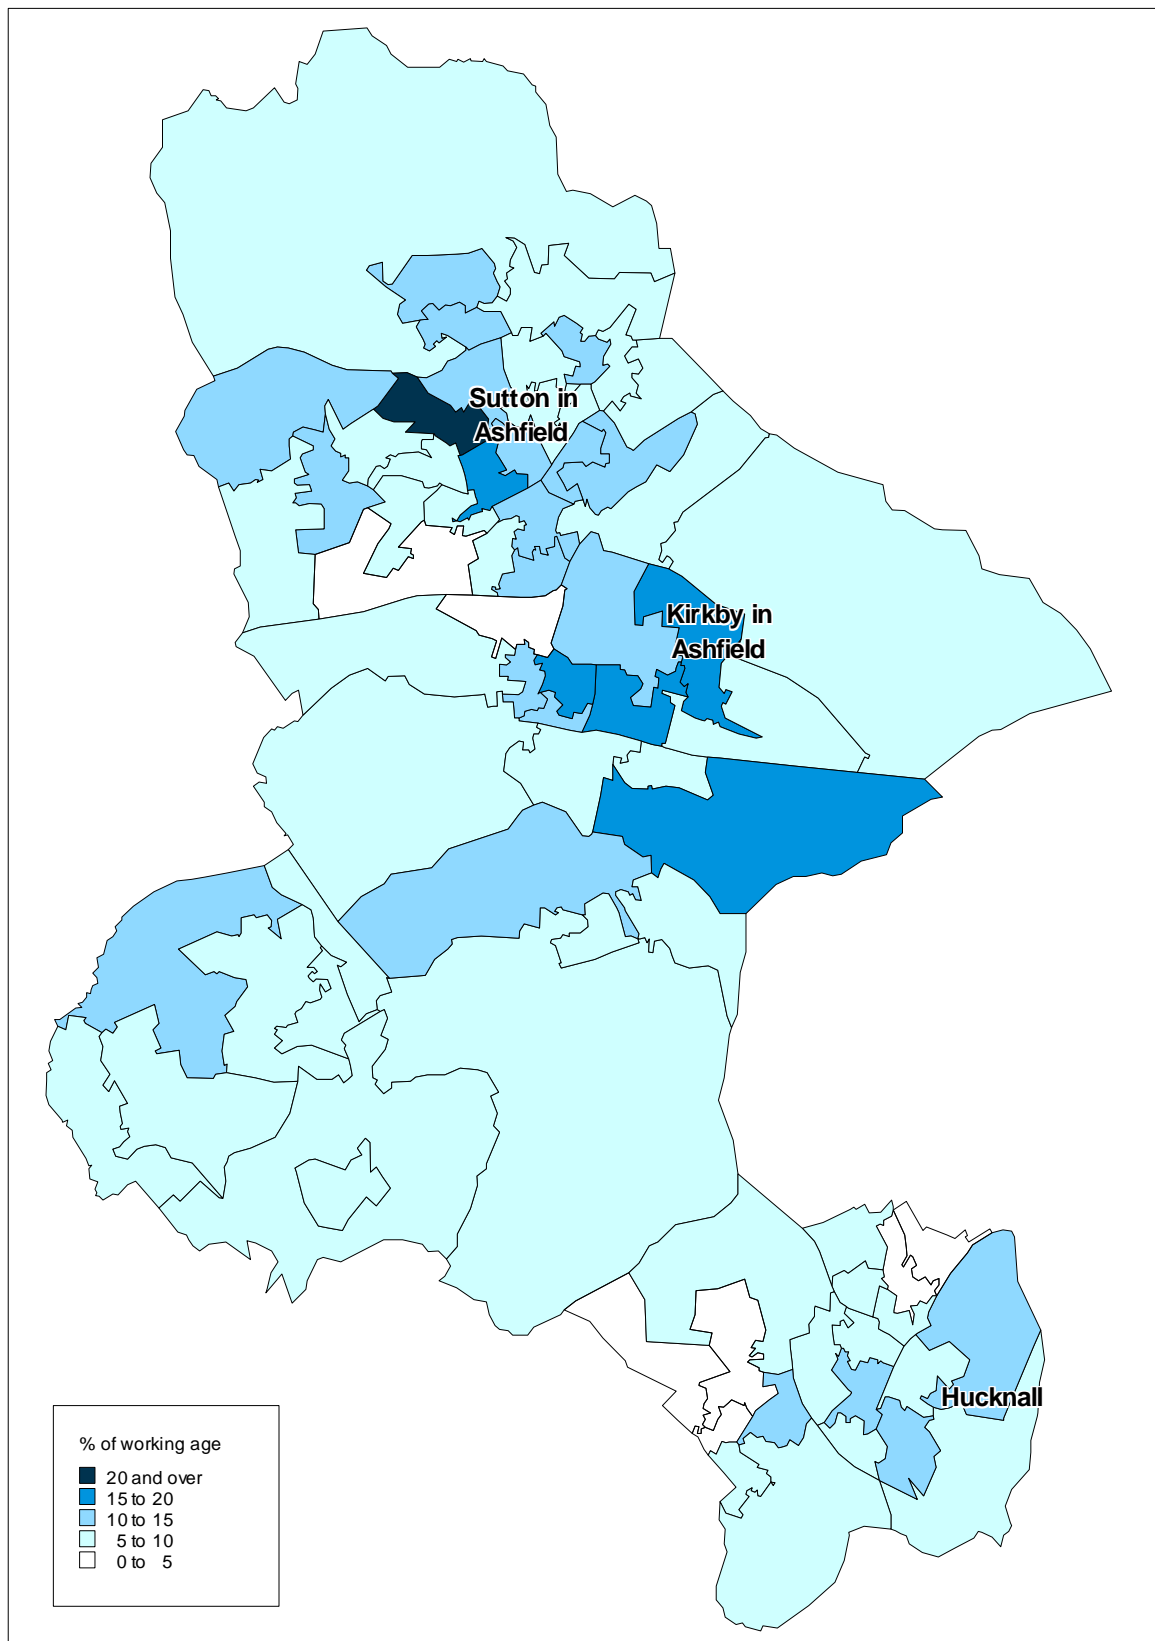 Sutton in
Ashfield
Kirkby in
Ashfield
Hucknall
% of working age
20 and over
15 to 20
10 to 15
5 to 10
0 to 5